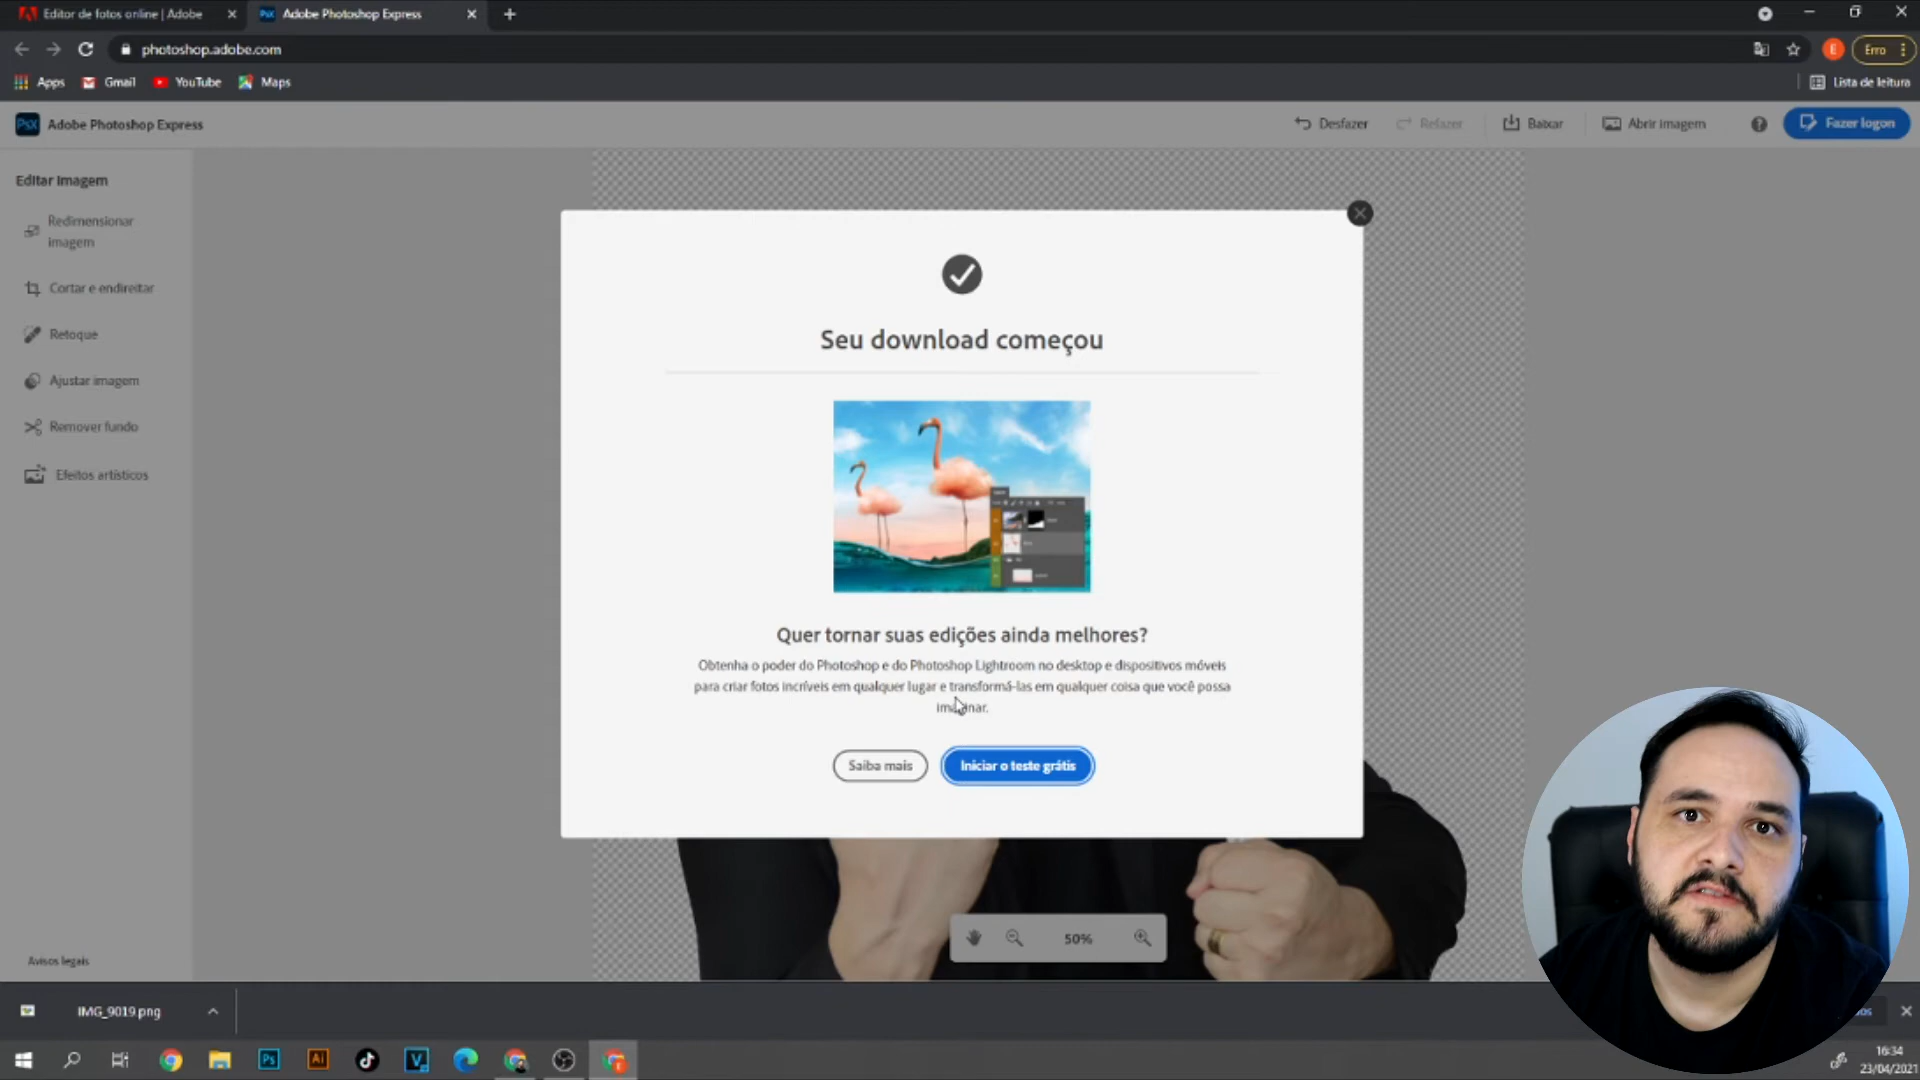 Editor de fotos online | Adobe
Adobe Photoshop Express
photoshop.adobe.com
E
Erro
Apps
Gmail
YouTube
Maps
Lista de leitura
PsX
Adobe Photoshop Express
Desfazer
Refazer
Baixar
Abrir imagem
Fazer logon
Editar imagem
Redimensionar
imagem
Cortar e endireitar
Retoque
Ajustar imagem
Remover fundo
Efeitos artísticos
Seu download começou
Quer tornar suas edições ainda melhores?
Obtenha o poder do Photoshop e do Photoshop Lightroom no desktop e dispositivos móveis
para criar fotos incríveis em qualquer lugar e transformá-las em qualquer coisa que você possa
imaginar.
Saiba mais
Iniciar o teste grátis
50%
Avisos legais
IMG_9019.png
Ps
Ai
V
16:34
23/04/2021